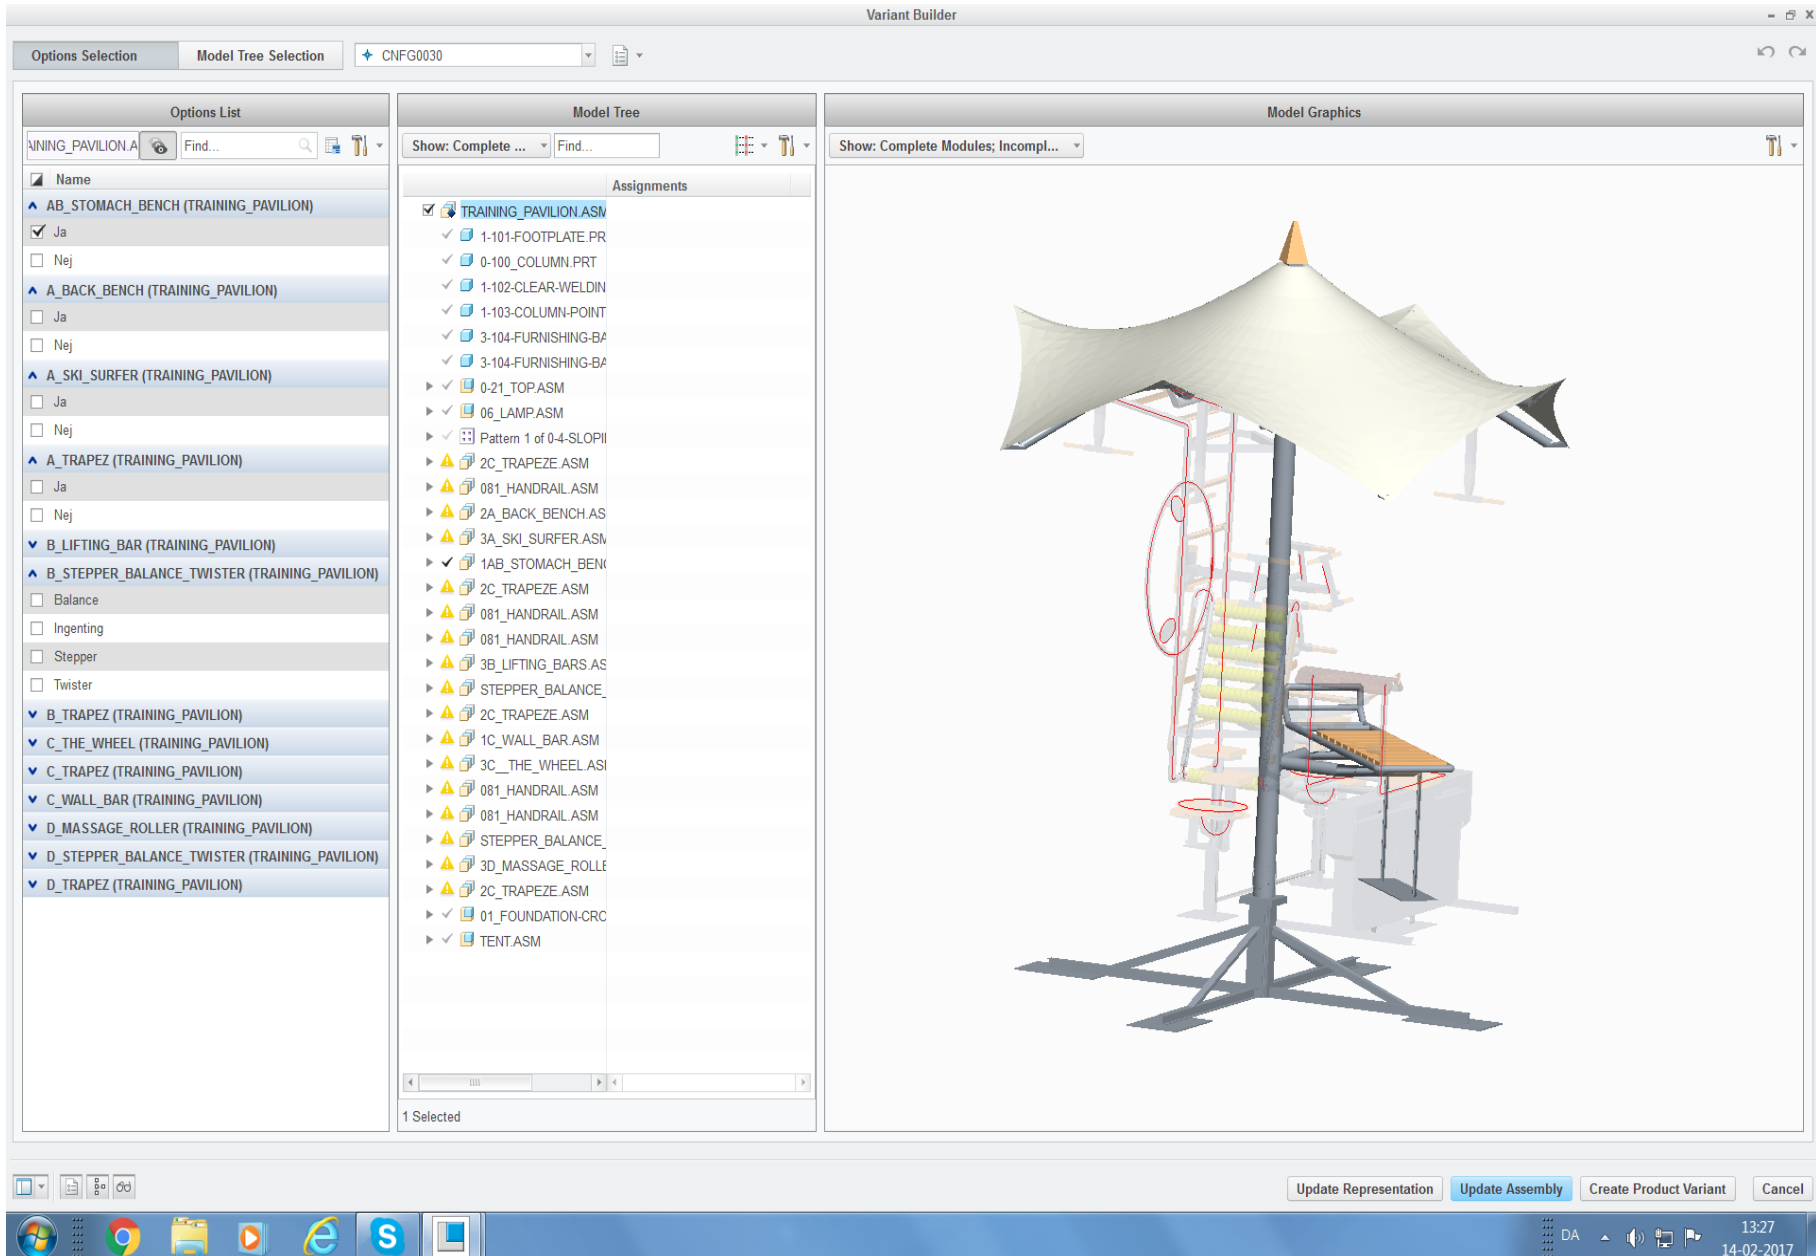 Variant Builder
Options Selection
Model Tree Selection
CNFG0030
Options List
AINING_PAVILION.A
Find...
Name
AB_STOMACH_BENCH (TRAINING_PAVILION)
Ja
Nej
A_BACK_BENCH (TRAINING_PAVILION)
Ja
Nej
A_SKI_SURFER (TRAINING_PAVILION)
Ja
Nej
A_TRAPEZ (TRAINING_PAVILION)
Ja
Nej
B_LIFTING_BAR (TRAINING_PAVILION)
B_STEPPER_BALANCE_TWISTER (TRAINING_PAVILION)
Balance
Ingenting
Stepper
Twister
B_TRAPEZ (TRAINING_PAVILION)
C_THE_WHEEL (TRAINING_PAVILION)
C_TRAPEZ (TRAINING_PAVILION)
C_WALL_BAR (TRAINING_PAVILION)
D_MASSAGE_ROLLER (TRAINING_PAVILION)
D_STEPPER_BALANCE_TWISTER (TRAINING_PAVILION)
D_TRAPEZ (TRAINING_PAVILION)
Model Tree
Show: Complete ...
Find...
Assignments
TRAINING_PAVILION.ASM
1-101-FOOTPLATE.PR
0-100_COLUMN.PRT
1-102-CLEAR-WELDIN
1-103-COLUMN-POINT
3-104-FURNISHING-BA
3-104-FURNISHING-BA
0-21_TOP.ASM
06_LAMP.ASM
Pattern 1 of 0-4-SLOPI
2C_TRAPEZE.ASM
081_HANDRAIL.ASM
2A_BACK_BENCH.AS
3A_SKI_SURFER.ASM
1AB_STOMACH_BENC
2C_TRAPEZE.ASM
081_HANDRAIL.ASM
081_HANDRAIL.ASM
3B_LIFTING_BARS.AS
STEPPER_BALANCE_
2C_TRAPEZE.ASM
1C_WALL_BAR.ASM
3C__THE_WHEEL.ASI
081_HANDRAIL.ASM
081_HANDRAIL.ASM
STEPPER_BALANCE_
3D_MASSAGE_ROLLE
2C_TRAPEZE.ASM
01_FOUNDATION-CRO
TENT.ASM
1 Selected
Model Graphics
Show: Complete Modules; Incompl...
Update Representation
Update Assembly
Create Product Variant
Cancel
DA
13:27
14-02-2017